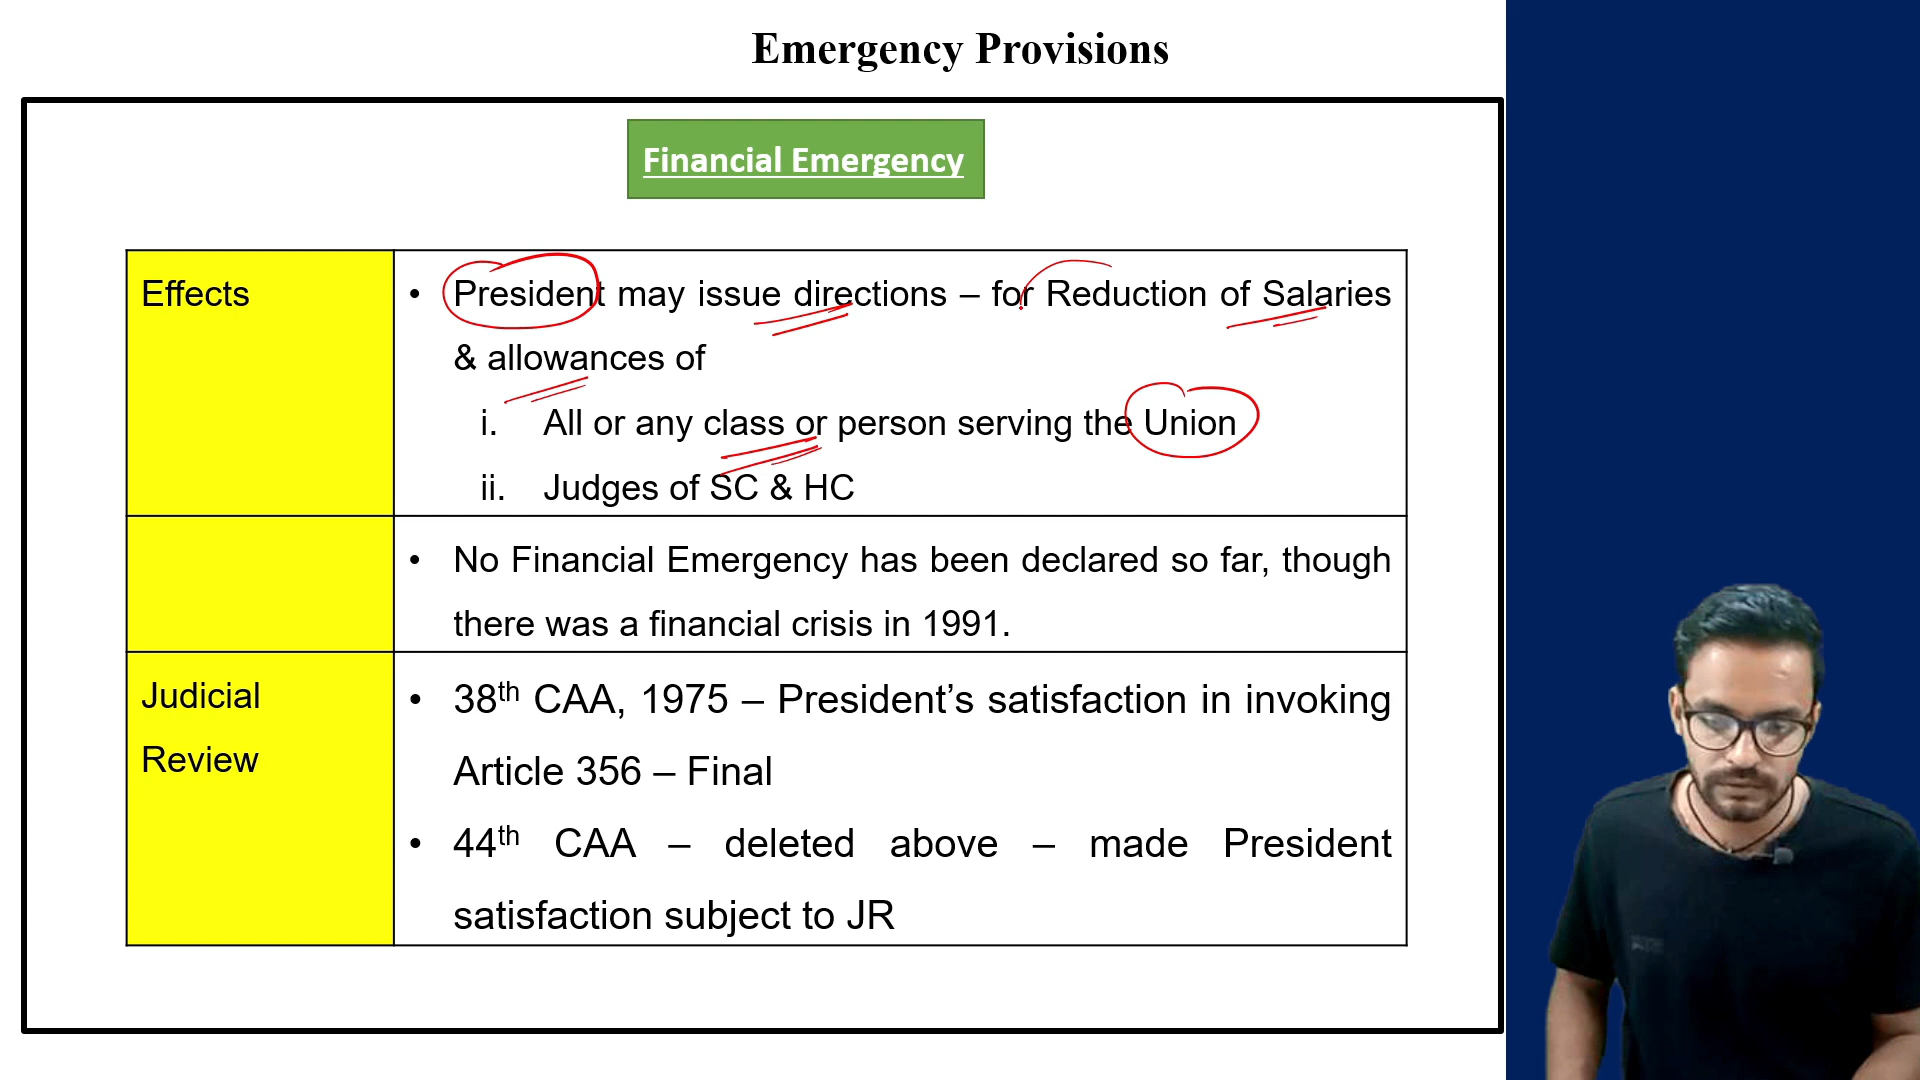 Emergency Provisions
Financial Emergency
Effects
• President may issue directions – for Reduction of Salaries
& allowances of
i. All or any class or person serving the Union
ii. Judges of SC & HC
• No Financial Emergency has been declared so far, though
there was a financial crisis in 1991.
Judicial
Review
• 38th CAA, 1975 – President’s satisfaction in invoking
Article 356 – Final
• 44th CAA – deleted above – made President
satisfaction subject to JR